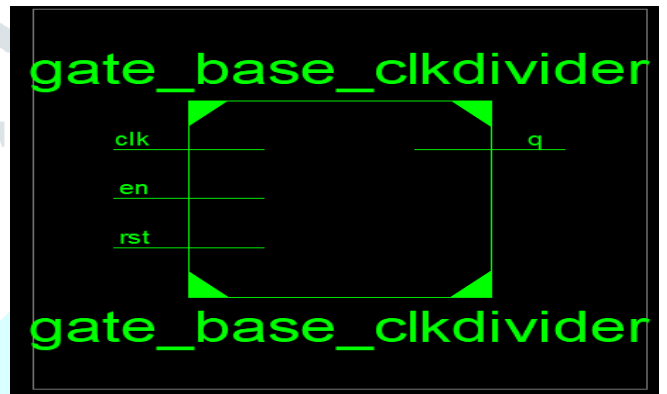 gate_base_clkdivider
clk
q
en
rst
gate_base_clkdivider